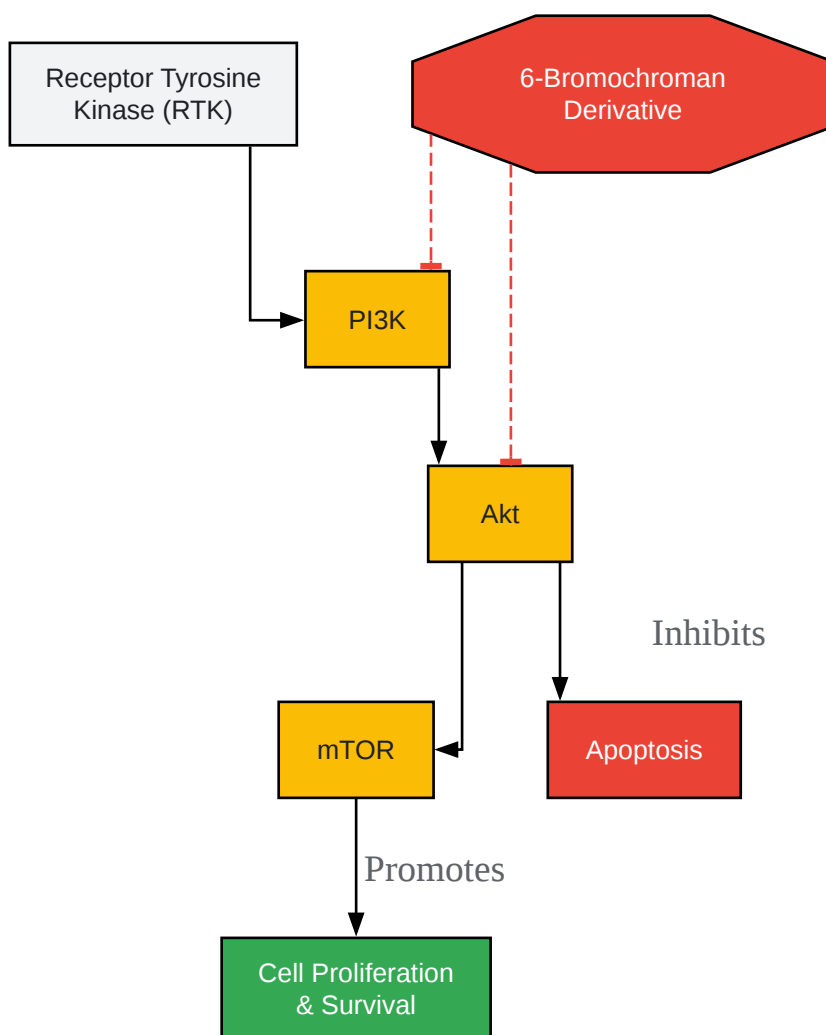 Receptor Tyrosine
Kinase (RTK)
6-Bromochroman
Derivative
PI3K
Akt
Inhibits
mTOR
Apoptosis
Promotes
Cell Proliferation
& Survival